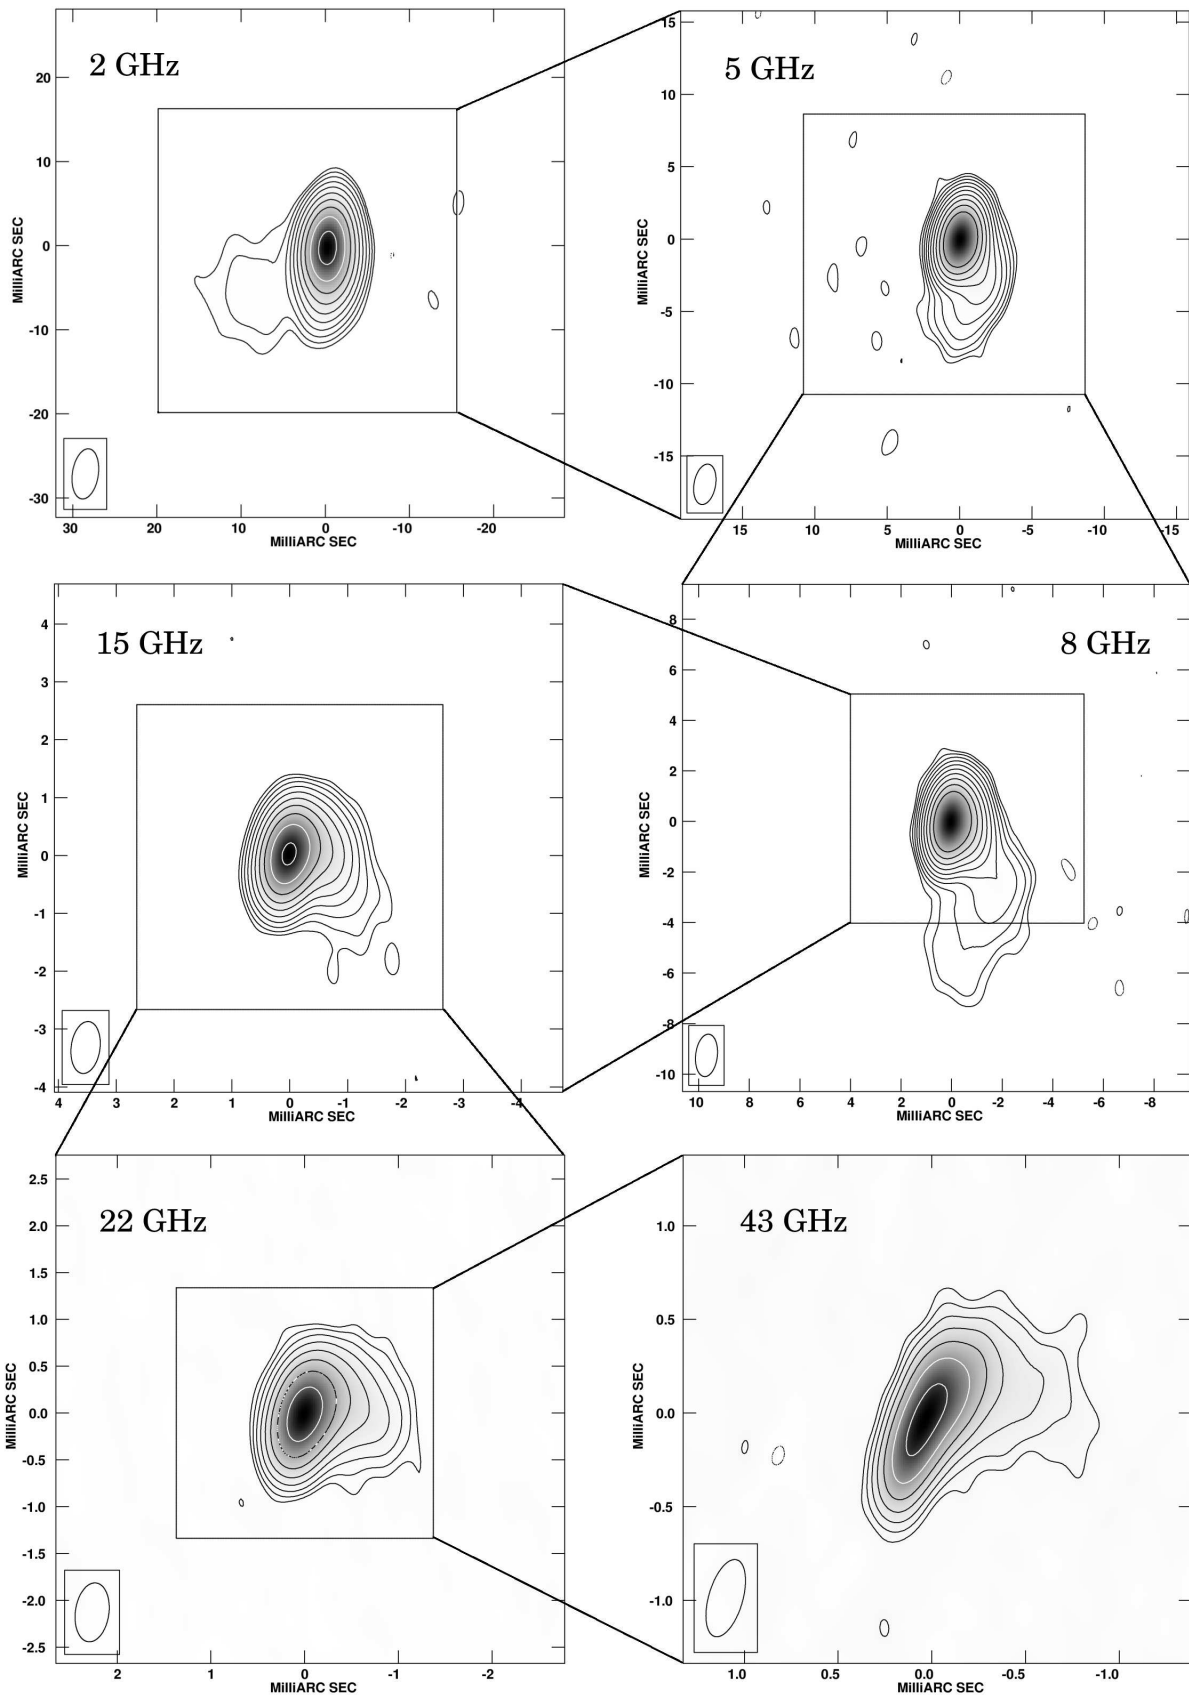 2 GHz
20
10
0
-10
-20
-30
MilliARC SEC
30 20 10 0 -10 -20
MilliARC SEC
5 GHz
15
10
5
0
-5
-10
-15
MilliARC SEC
15 10 5 0 -5 -10 -15
MilliARC SEC
15 GHz
4
3
2
1
0
-1
-2
-3
-4
MilliARC SEC
4 3 2 1 0 -1 -2 -3 -4
MilliARC SEC
8 GHz
8
6
4
2
0
-2
-4
-6
-8
-10
MilliARC SEC
10 8 6 4 2 0 -2 -4 -6 -8
MilliARC SEC
22 GHz
2.5
2.0
1.5
1.0
0.5
0.0
-0.5
-1.0
-1.5
-2.0
-2.5
MilliARC SEC
2 1 0 -1 -2
MilliARC SEC
43 GHz
1.0
0.5
0.0
-0.5
-1.0
MilliARC SEC
1.0 0.5 0.0 -0.5 -1.0
MilliARC SEC